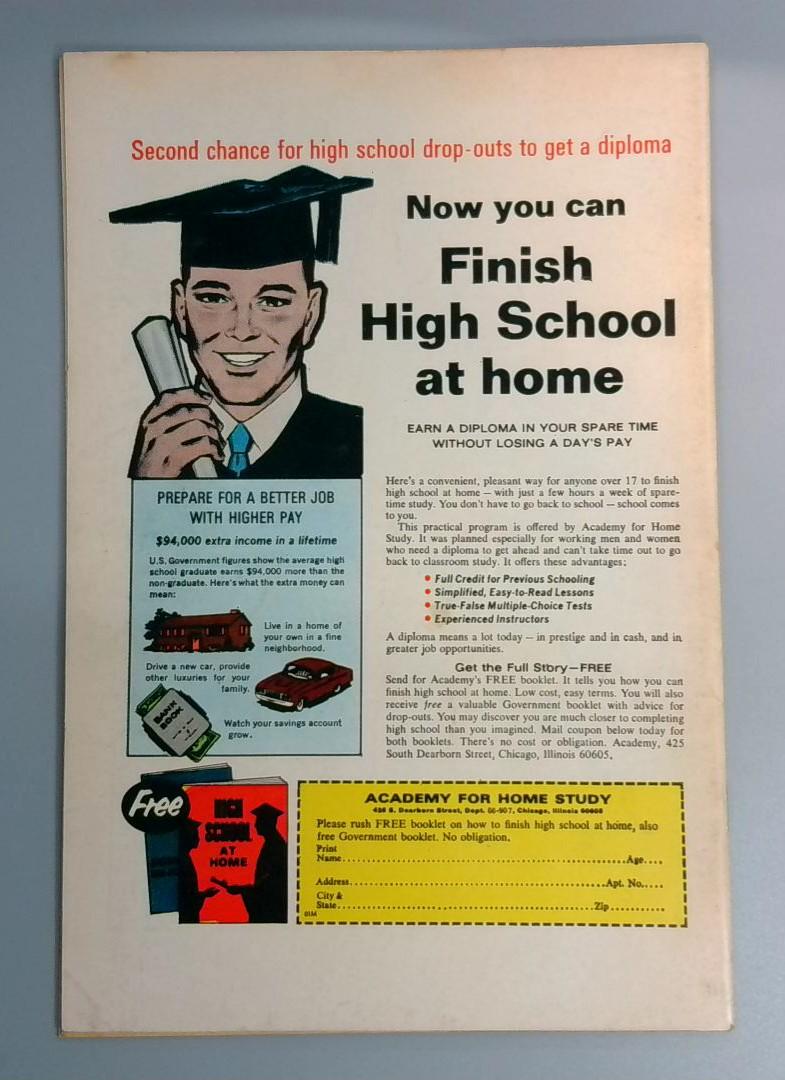 Second chance for high school drop-outs to get a diploma
Now you can
Finish
High School
at home
EARN A DIPLOMA IN YOUR SPARE TIME
WITHOUT LOSING A DAY'S PAY
PREPARE FOR A BETTER JOB
WITH HIGHER PAY
$94,000 extra income in a lifetime
U.S. Government figures show the average high
school graduate earns $94,000 more than the
non-graduate. Here's what the extra money can
mean:
Live in a home of
your own in a fine
neighborhood.
Drive a new car, provide
other luxuries for your
family.
BANK
BOOK
Watch your savings account
grow.
Here's a convenient, pleasant way for anyone over 17 to finish
high school at home — with just a few hours a week of spare-
time study. You don't have to go back to school — school comes
to you.
This practical program is offered by Academy for Home
Study. It was planned especially for working men and women
who need a diploma to get ahead and can't take time out to go
back to classroom study. It offers these advantages:
• Full Credit for Previous Schooling
• Simplified, Easy-to-Read Lessons
• True-False Multiple-Choice Tests
• Experienced Instructors
A diploma means a lot today — in prestige and in cash, and in
greater job opportunities.
Get the Full Story—FREE
Send for Academy's FREE booklet. It tells you how you can
finish high school at home. Low cost, easy terms. You will also
receive free a valuable Government booklet with advice for
drop-outs. You may discover you are much closer to completing
high school than you imagined. Mail coupon below today for
both booklets. There's no cost or obligation. Academy, 425
South Dearborn Street, Chicago, Illinois 60605.
Free
HIGH
SCHOOL
AT
HOME
ACADEMY FOR HOME STUDY
425 S. Dearborn Street, Dept. 66-907, Chicago, Illinois 60605
Please rush FREE booklet on how to finish high school at home, also
free Government booklet. No obligation.
Print
Name.......................................................Age....
Address...................................................Apt. No.....
City &
State...................................................Zip...........
01M